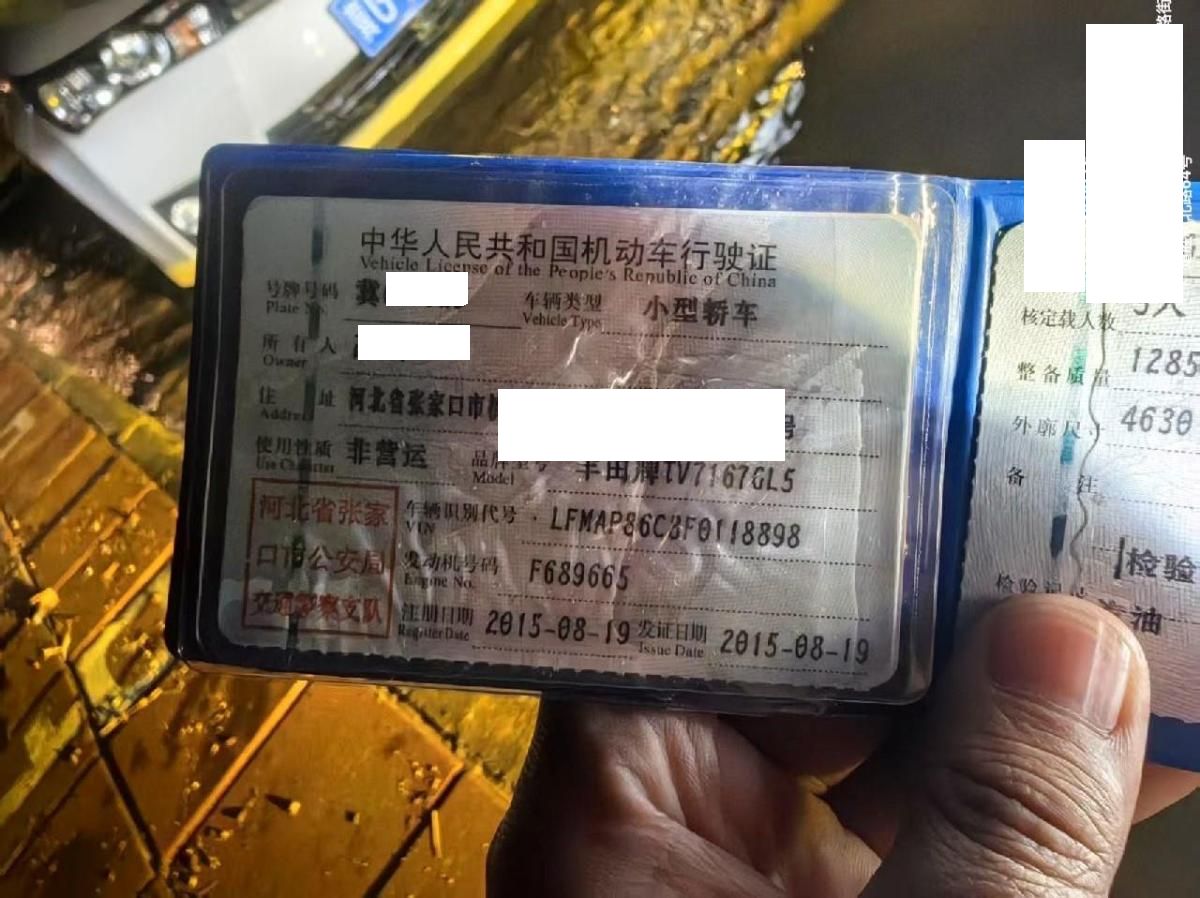 中华人民共和国机动车行驶证
Vehicle License of the People's Republic of China
号牌号码 冀 车辆类型 小型轿车
Plate No. Vehicle Type
所有人
Owner
住址 河北省张家口市 号
Address
使用性质 非营运 品牌型号 丰田牌TV7167GL5
Use Character Model
河北省张家
口市公安局
交通警察支队
车辆识别代号 LFMAP86C8F0118898
VIN
发动机号码 F689665
Engine No.
注册日期 2015-08-19 发证日期 2015-08-19
Register Date Issue Date
核定载人数 5人
整备质量 1285
外廓尺寸 4630
备注
检验
检验记录
油